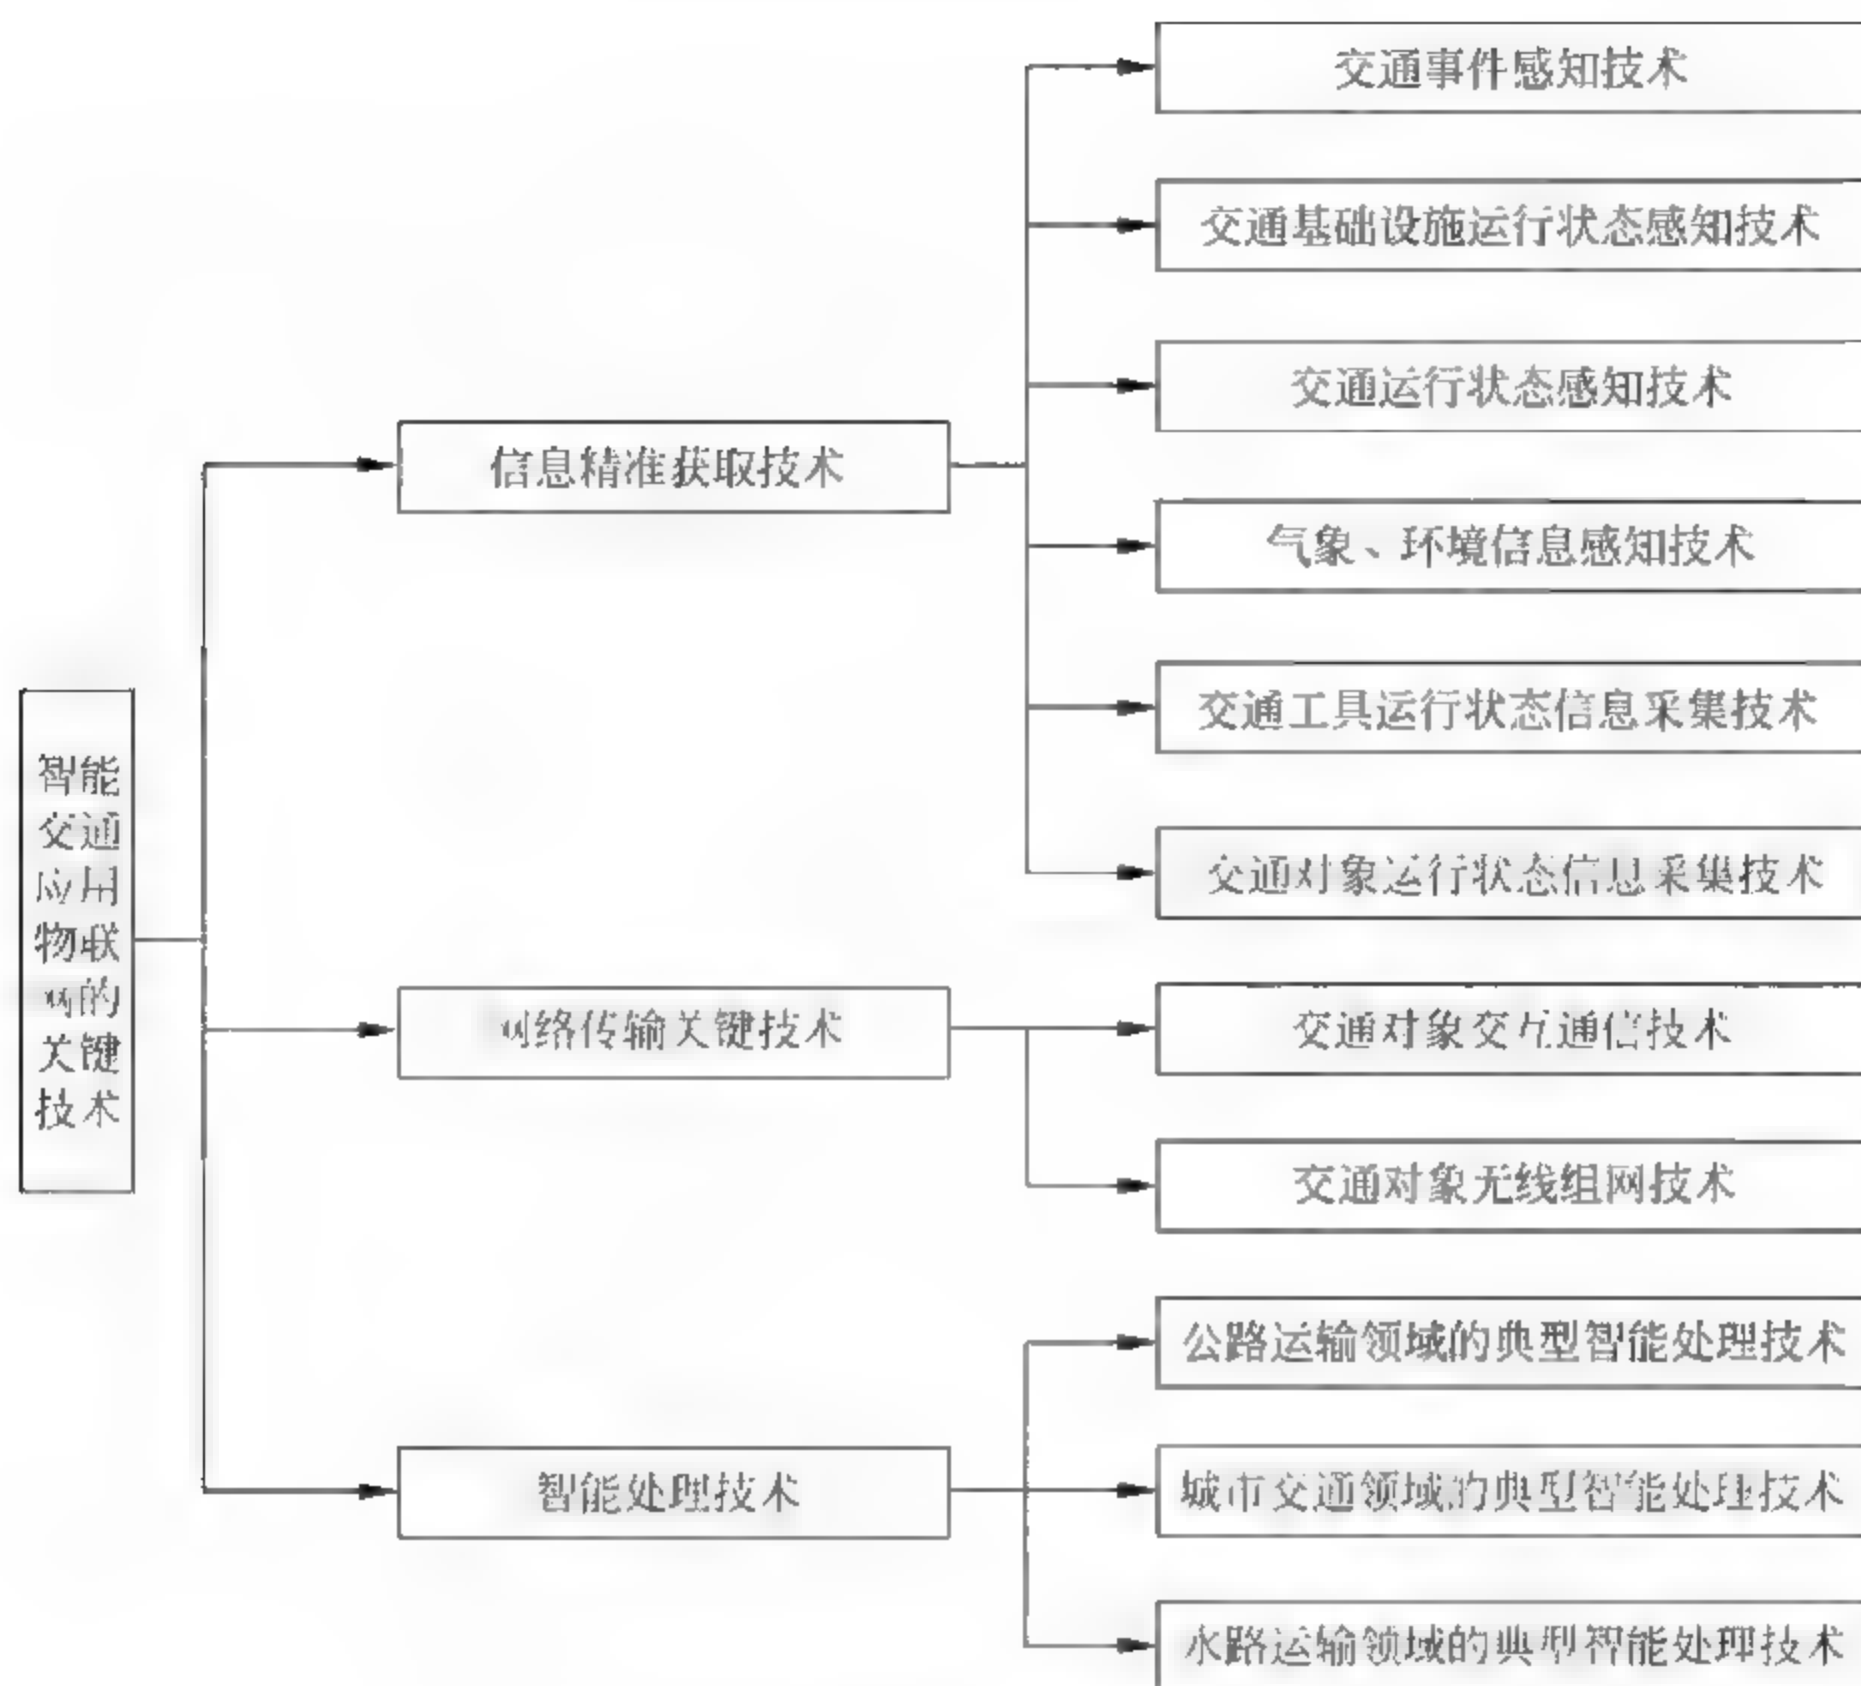 智能
交通
应用
物联
网的
关键
技术
信息精准获取技术
网络传输关键技术
智能处理技术
交通事件感知技术
交通基础设施运行状态感知技术
交通运行状态感知技术
气象、环境信息感知技术
交通工具运行状态信息采集技术
交通对象运行状态信息采集技术
交通对象交互通信技术
交通对象无线组网技术
公路运输领域的典型智能处理技术
城市交通领域的典型智能处理技术
水路运输领域的典型智能处理技术